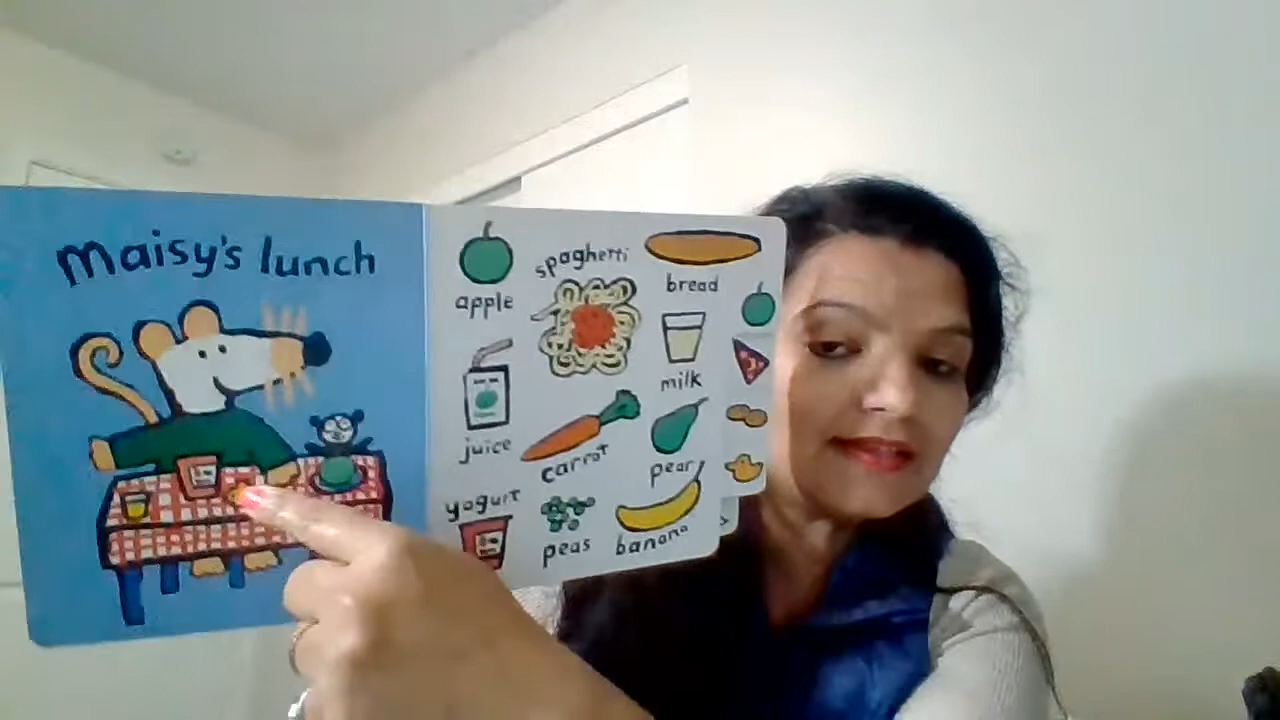 maisy's lunch
apple
spaghetti
bread
juice
carrot
milk
pear
yogurt
peas
banana